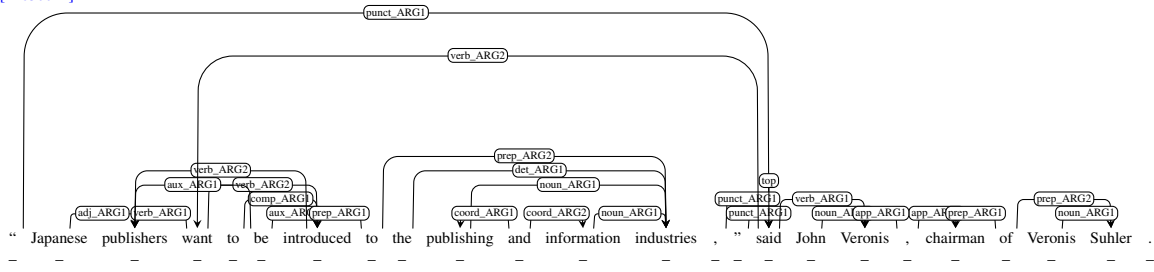 punct_ARG1
verb_ARG2
prep_ARG2
verb_ARG2 det_ARG1
top
aux_ARG1 verb_ARG2 noun_ARG1
comp_ARG1 punct_ARG1 verb_ARG1 prep_ARG2
adj_ARG1 verb_ARG1 prep_ARG1 coord_ARG1 coord_ARG2 noun_ARG1 punct_ARG1 app_ARG1 prep_ARG1 noun_ARG1
“ Japanese publishers want to be introduced to the publishing and information industries , ” said John Veronis , chairman of Veronis Suhler .